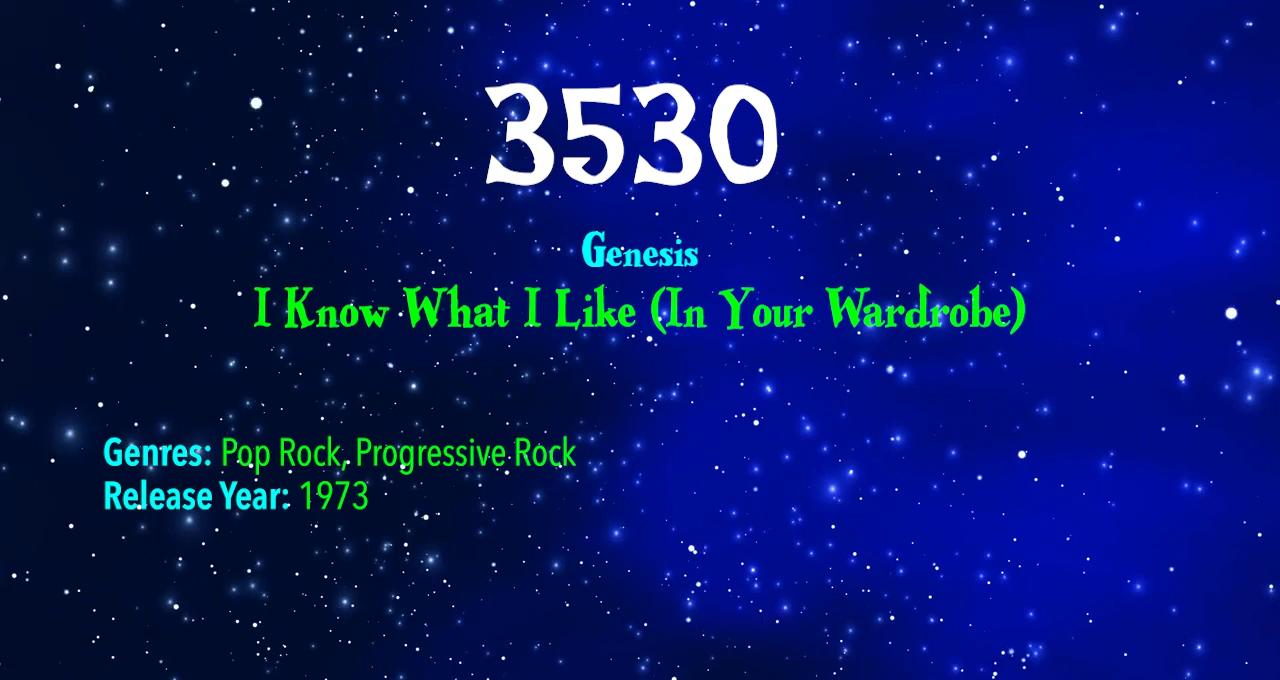 3530
Genesis
I Know What I Like (In Your Wardrobe)
Genres: Pop Rock, Progressive Rock
Release Year: 1973